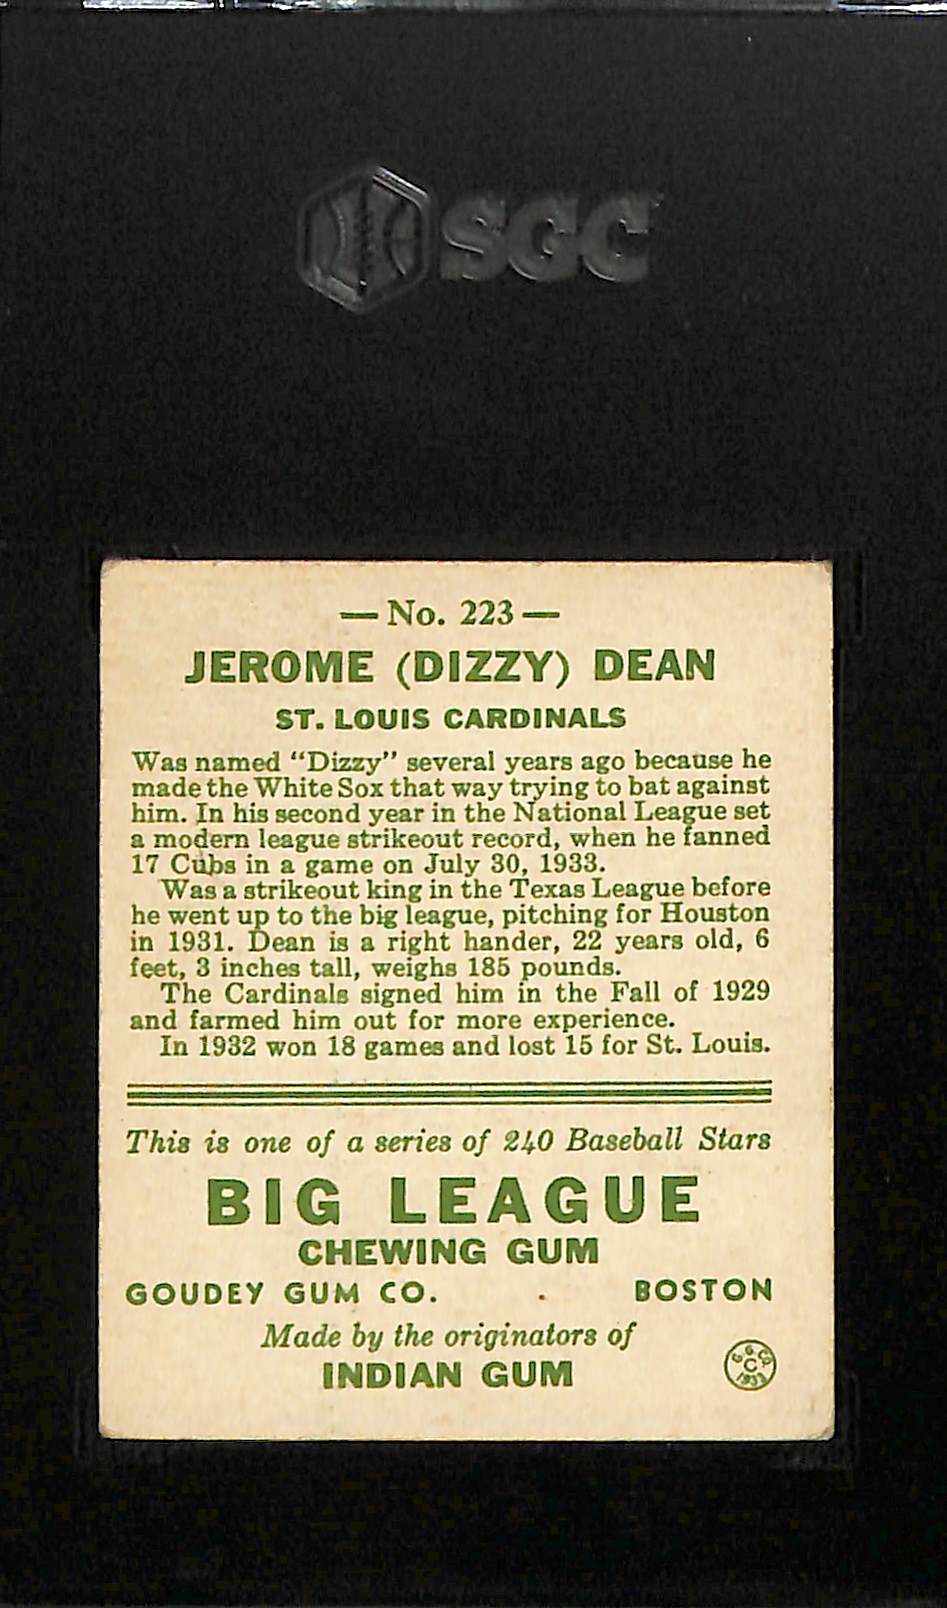 SGC
— No. 223 —
JEROME (DIZZY) DEAN
ST. LOUIS CARDINALS
Was named "Dizzy" several years ago because he
made the White Sox that way trying to bat against
him. In his second year in the National League set
a modern league strikeout record, when he fanned
17 Cubs in a game on July 30, 1933.
Was a strikeout king in the Texas League before
he went up to the big league, pitching for Houston
in 1931. Dean is a right hander, 22 years old, 6
feet, 3 inches tall, weighs 185 pounds.
The Cardinals signed him in the Fall of 1929
and farmed him out for more experience.
In 1932 won 18 games and lost 15 for St. Louis.
This is one of a series of 240 Baseball Stars
BIG LEAGUE
CHEWING GUM
GOUDEY GUM CO. BOSTON
Made by the originators of
INDIAN GUM
G. G. Co.
C
1933